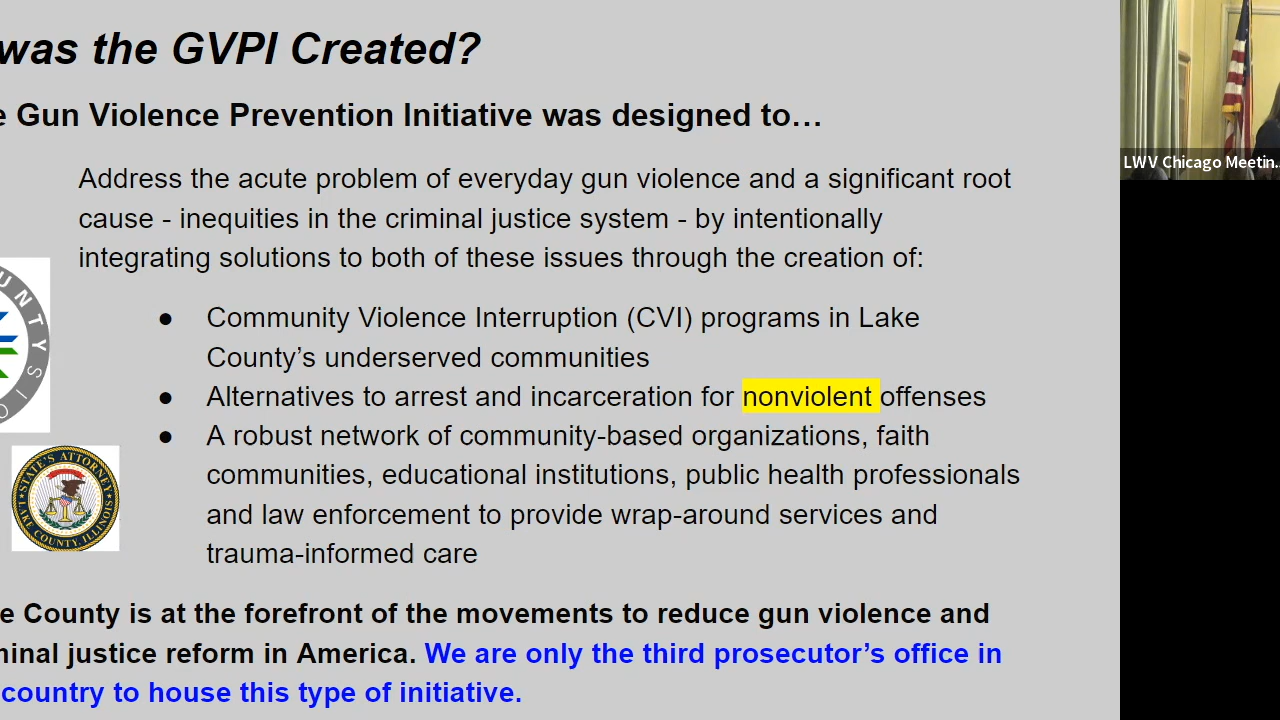 was the GVPI Created?
e Gun Violence Prevention Initiative was designed to…
Address the acute problem of everyday gun violence and a significant root
cause - inequities in the criminal justice system - by intentionally
integrating solutions to both of these issues through the creation of:
● Community Violence Interruption (CVI) programs in Lake
County’s underserved communities
● Alternatives to arrest and incarceration for nonviolent offenses
● A robust network of community-based organizations, faith
communities, educational institutions, public health professionals
and law enforcement to provide wrap-around services and
trauma-informed care
e County is at the forefront of the movements to reduce gun violence and
minal justice reform in America. We are only the third prosecutor’s office in
country to house this type of initiative.
UNTY
STATE'S ATTORNEY
LAKE COUNTY, ILLINOIS
LWV Chicago Meetin...